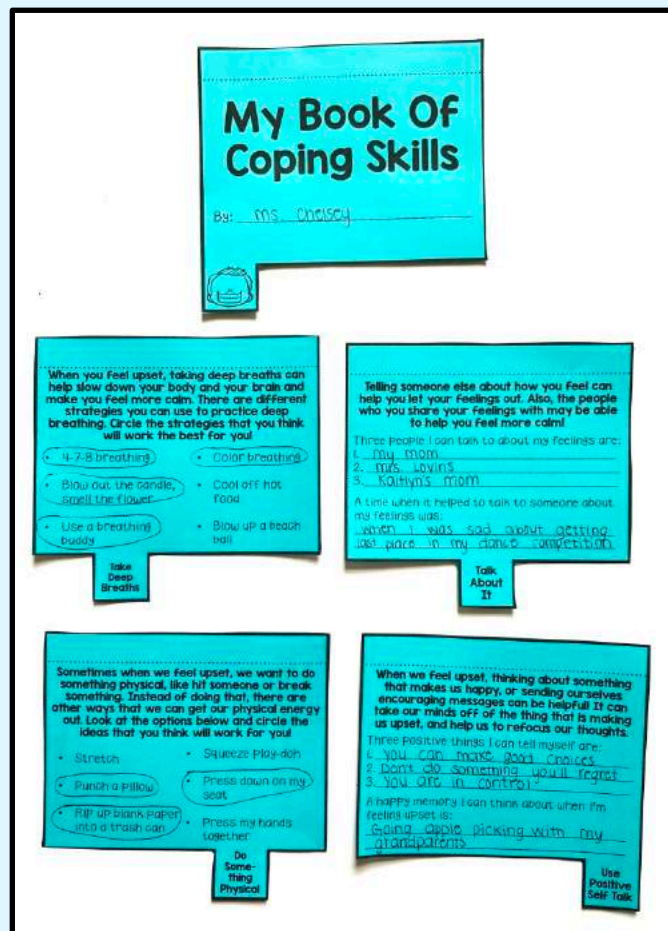 My Book Of
Coping Skills
By: Ms. Chelsey
When you feel upset, taking deep breaths can
help slow down your body and your brain and
make you feel more calm. There are different
strategies you can use to practice deep
breathing. Circle the strategies that you think
will work the best for you!
• 4-7-8 breathing
• Blow out the candle,
smell the flower
• Use a breathing
buddy
• Color breathing
• Cool off hot
food
• Blow up a beach
ball
Take
Deep
Breaths
Telling someone else about how you feel can
help you let your feelings out. Also, the people
who you share your feelings with may be able
to help you feel more calm!
Three people I can talk to about my feelings are:
1. my mom
2. mrs. Lovins
3. Kaitlyn's mom
A time when it helped to talk to someone about
my feelings was:
when I was sad about getting
last place in my dance competition
Talk
About
It
Sometimes when we feel upset, we want to do
something physical, like hit someone or break
something. Instead of doing that, there are
other ways that we can get our physical energy
out. Look at the options below and circle the
ideas that you think will work for you!
• Stretch
• Punch a pillow
• Rip up blank paper
into a trash can
• Squeeze play-doh
• Press down on my
seat
• Press my hands
together
Do
Some-
thing
Physical
When we feel upset, thinking about something
that makes us happy, or sending ourselves
encouraging messages can be helpful! It can
take our minds off of the thing that is making
us upset, and help us to refocus our thoughts.
Three positive things I can tell myself are:
1. you can make good choices
2. Don't do something you'll regret
3. You are in control
A happy memory I can think about when I'm
feeling upset is:
Going apple picking with my
grandparents
Use
Positive
Self Talk